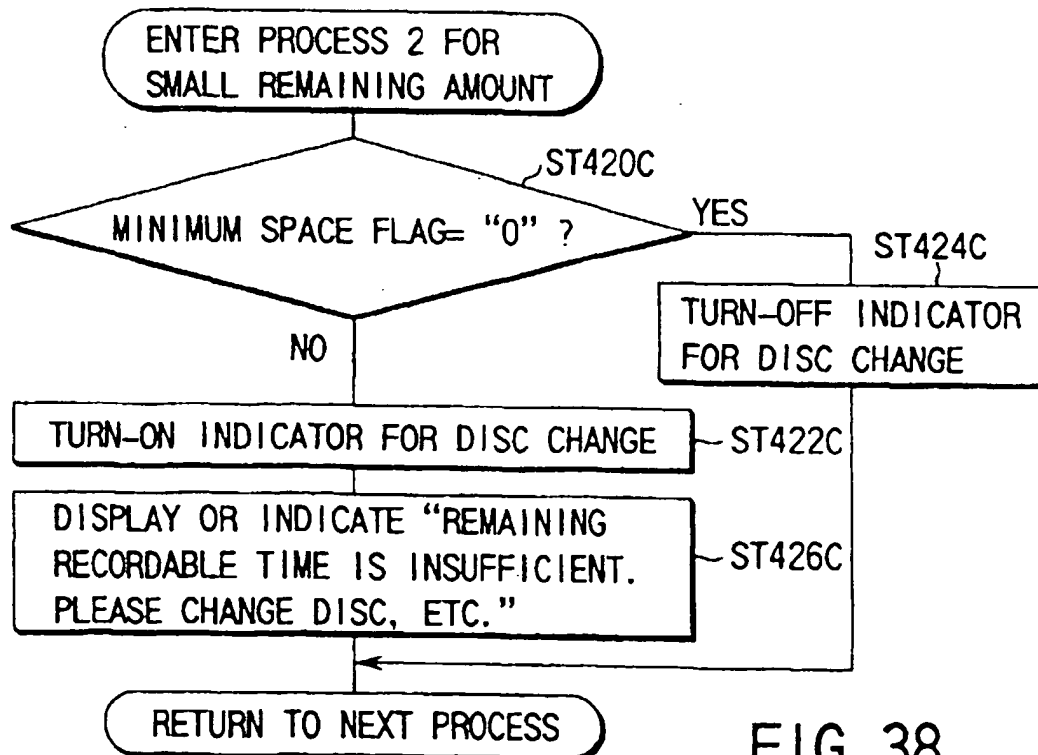 ENTER PROCESS 2 FOR
SMALL REMAINING AMOUNT
ST420C
MINIMUM SPACE FLAG= “0” ?
YES
ST424C
TURN–OFF INDICATOR
FOR DISC CHANGE
NO
TURN–ON INDICATOR FOR DISC CHANGE
ST422C
DISPLAY OR INDICATE “REMAINING
RECORDABLE TIME IS INSUFFICIENT.
PLEASE CHANGE DISC, ETC.”
ST426C
RETURN TO NEXT PROCESS
FIG. 38